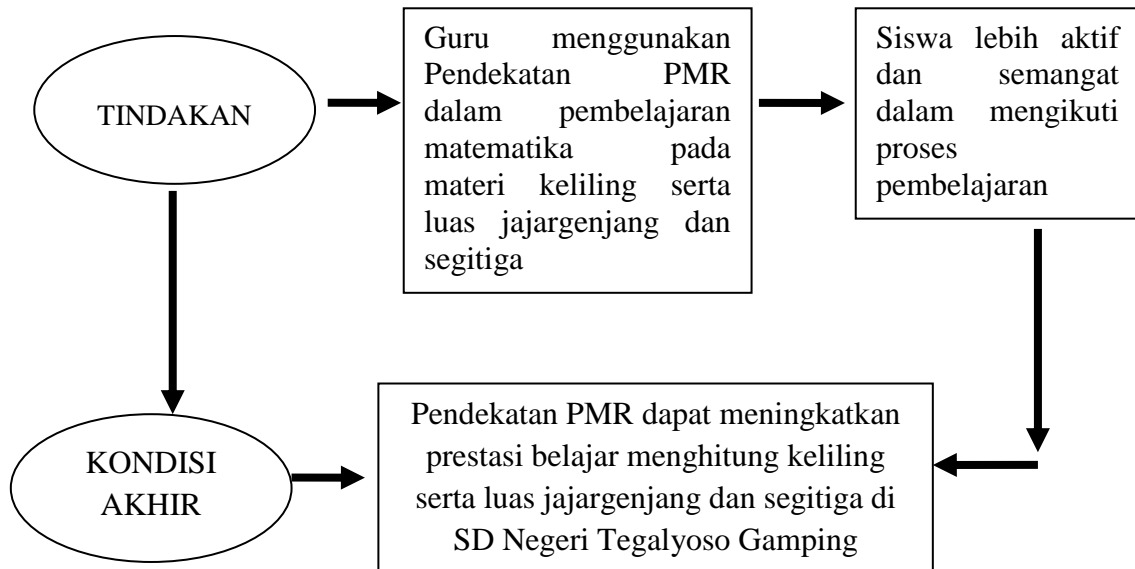 TINDAKAN
Guru menggunakan
Pendekatan PMR
dalam pembelajaran
matematika pada
materi keliling serta
luas jajargenjang dan
segitiga
Siswa lebih aktif
dan semangat
dalam mengikuti
proses
pembelajaran
KONDISI
AKHIR
Pendekatan PMR dapat meningkatkan
prestasi belajar menghitung keliling
serta luas jajargenjang dan segitiga di
SD Negeri Tegalyoso Gamping